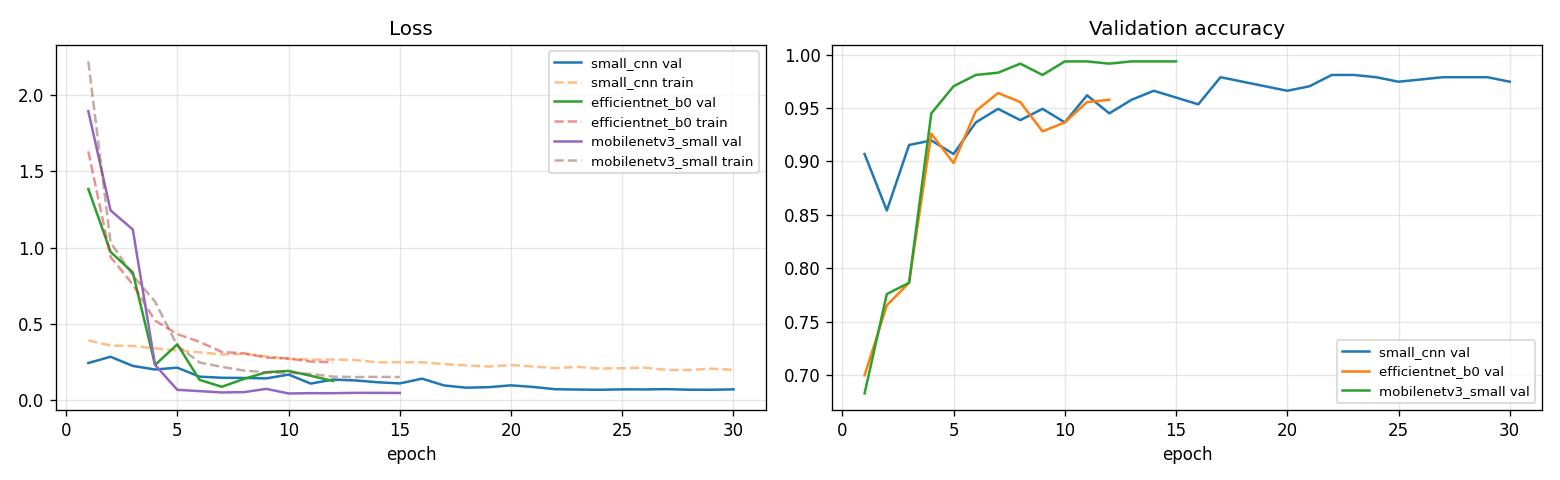 Loss
2.0
1.5
1.0
0.5
0.0
0 5 10 15 20 25 30
epoch
small_cnn val
small_cnn train
efficientnet_b0 val
efficientnet_b0 train
mobilenetv3_small val
mobilenetv3_small train
Validation accuracy
1.00
0.95
0.90
0.85
0.80
0.75
0.70
0 5 10 15 20 25 30
epoch
small_cnn val
efficientnet_b0 val
mobilenetv3_small val